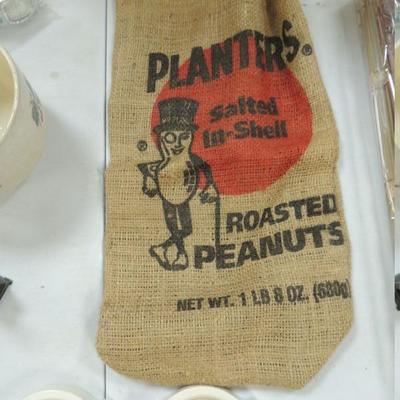 PLANTERS®
Salted
In-Shell
®
ROASTED
PEANUTS
NET WT. 1 LB 8 OZ. (680g)